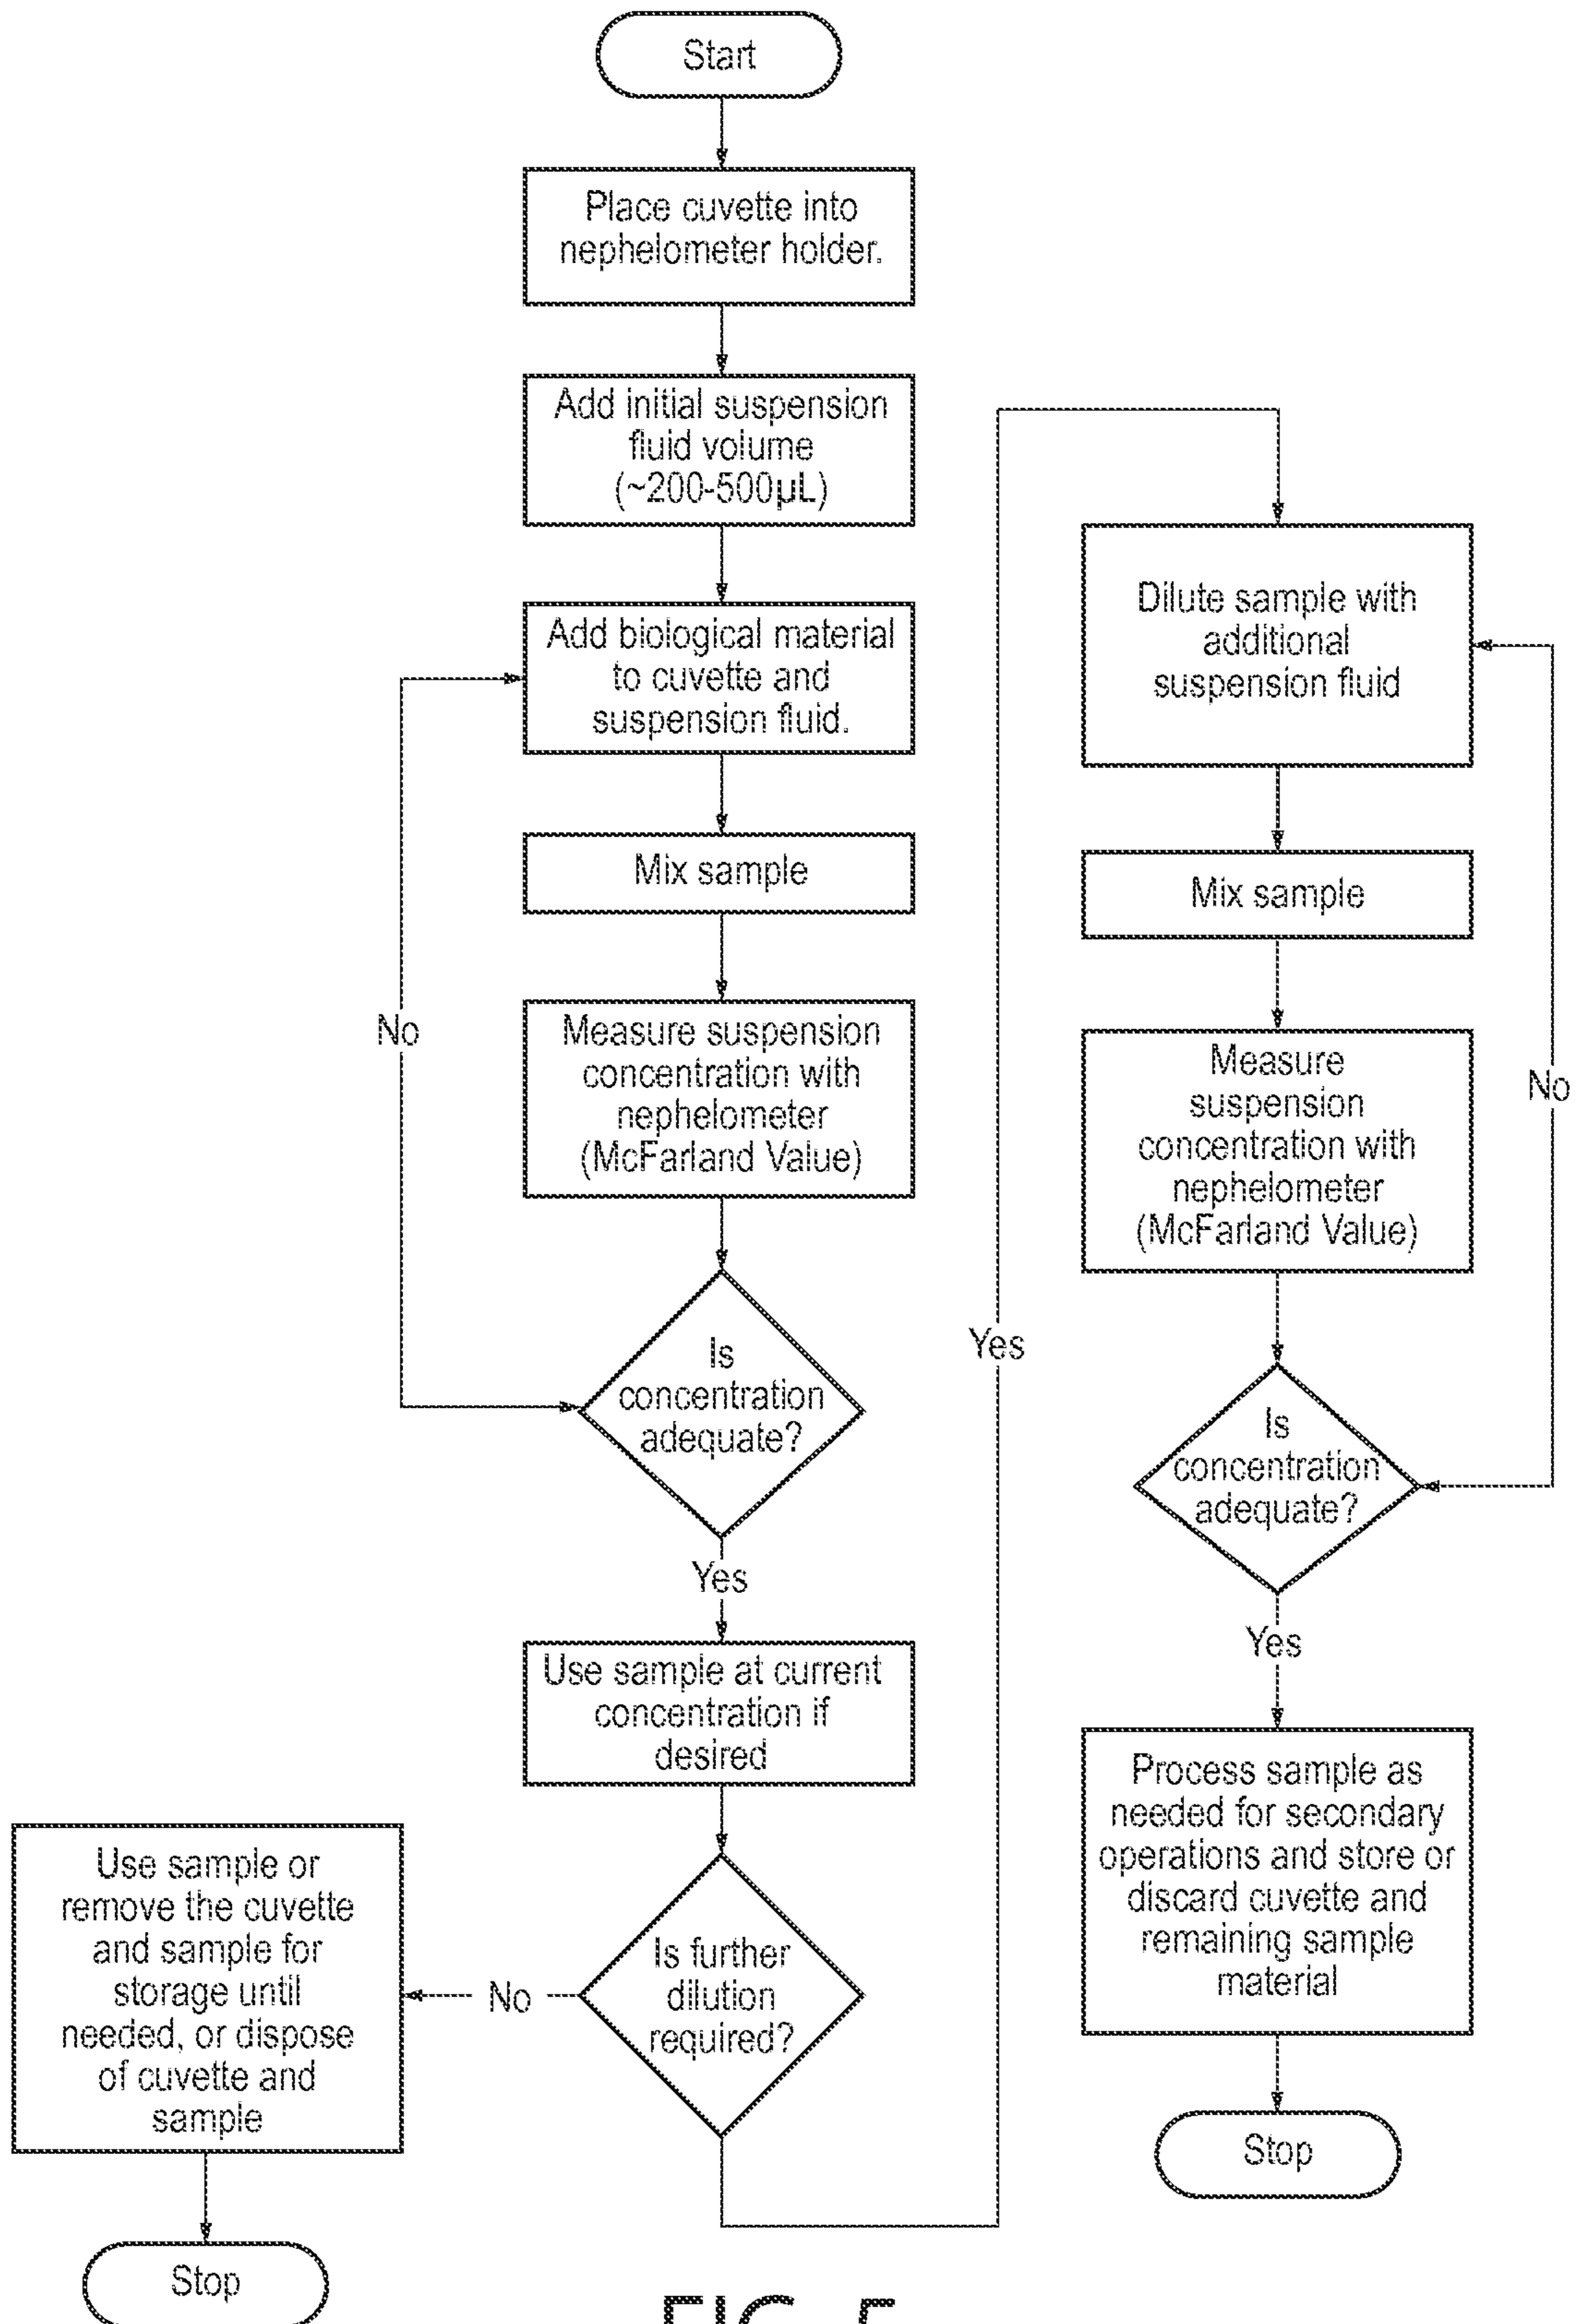 Start
Place cuvette into
nephelometer holder.
Add initial suspension
fluid volume
(~200-500µL)
Add biological material
to cuvette and
suspension fluid.
Mix sample
No
Measure suspension
concentration with
nephelometer
(McFarland Value)
Is
concentration
adequate?
Yes
Use sample at current
concentration if
desired
Is further
dilution
required?
No
Use sample or
remove the cuvette
and sample for
storage until
needed, or dispose
of cuvette and
sample
Stop
Yes
Dilute sample with
additional
suspension fluid
Mix sample
Measure
suspension
concentration with
nephelometer
(McFarland Value)
No
Is
concentration
adequate?
Yes
Process sample as
needed for secondary
operations and store or
discard cuvette and
remaining sample
material
Stop
FIG. 5